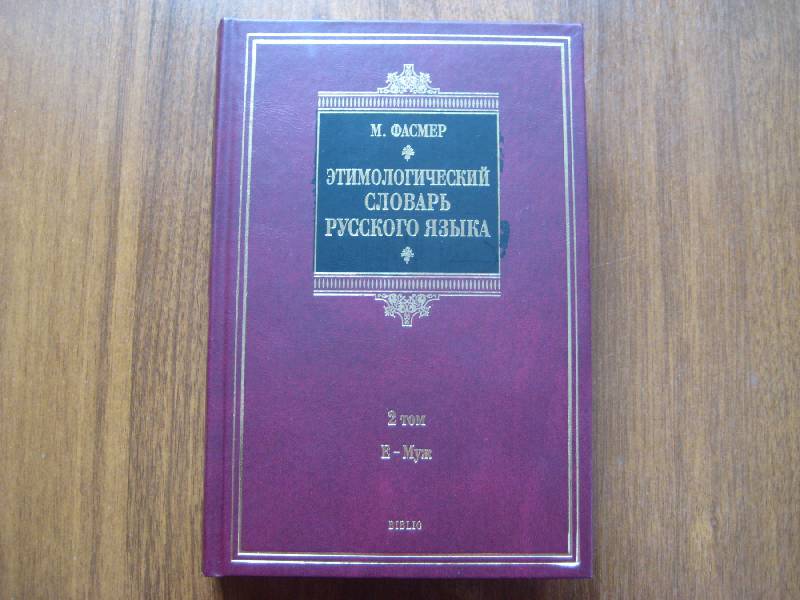 М. ФАСМЕР
ЭТИМОЛОГИЧЕСКИЙ
СЛОВАРЬ
РУССКОГО ЯЗЫКА
2 том
Е – Муж
BIBLIO